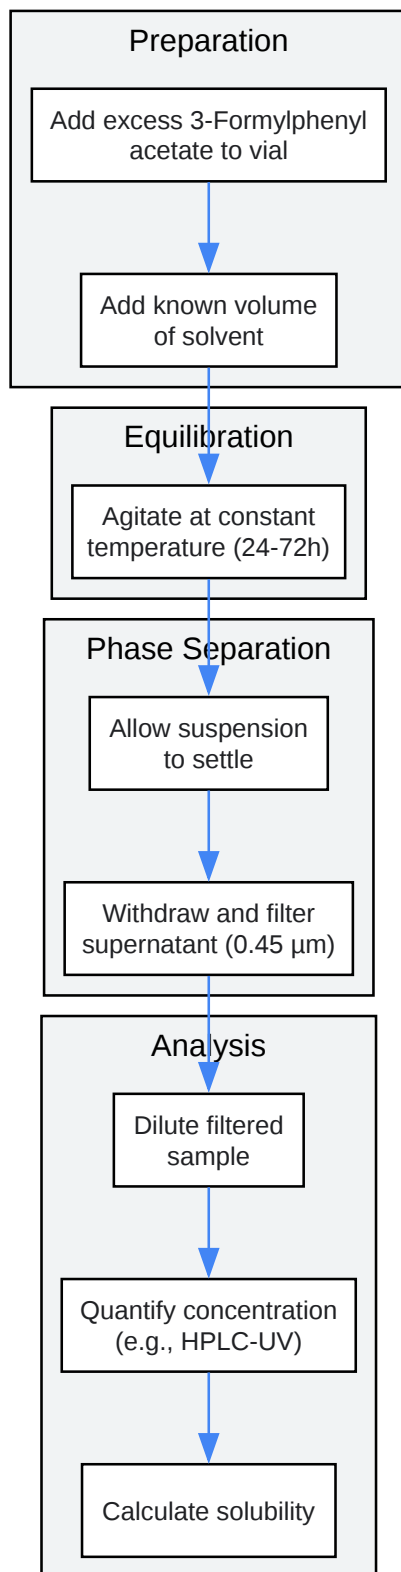 Preparation
Add excess 3-Formylphenyl
acetate to vial
Add known volume
of solvent
Equilibration
Agitate at constant
temperature (24-72h)
Phase Separation
Allow suspension
to settle
Withdraw and filter
supernatant (0.45 µm)
Analysis
Dilute filtered
sample
Quantify concentration
(e.g., HPLC-UV)
Calculate solubility